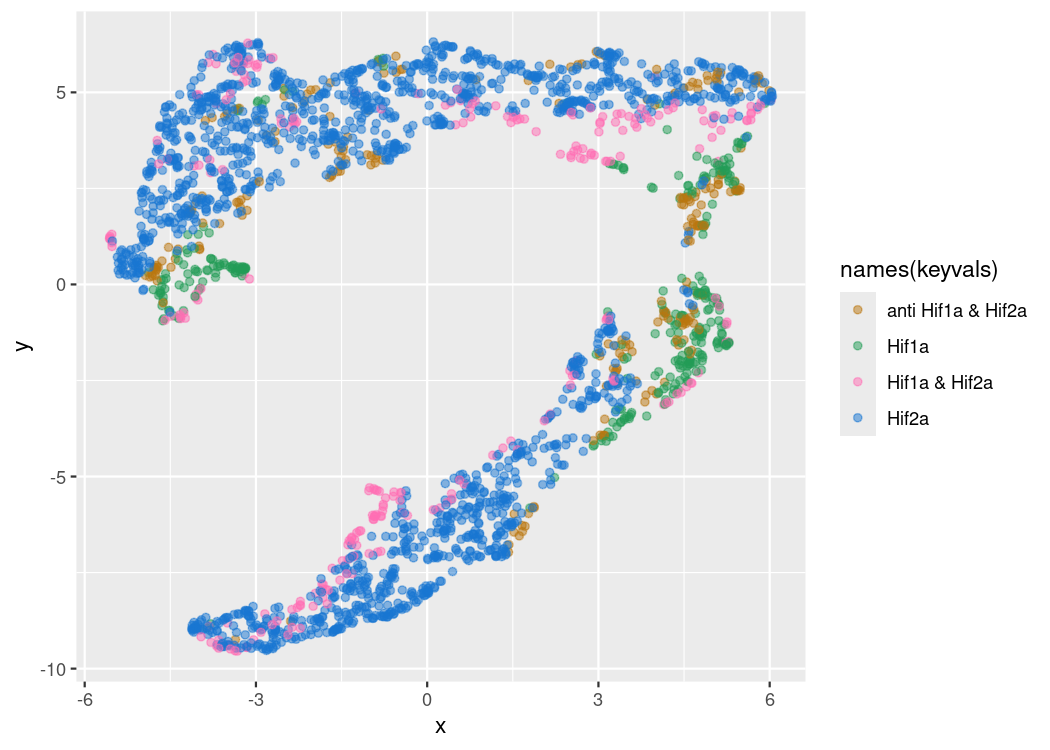 5
0
-5
-10
-6
-3
0
3
6
x
y
names(keyvals)
anti Hif1a & Hif2a
Hif1a
Hif1a & Hif2a
Hif2a